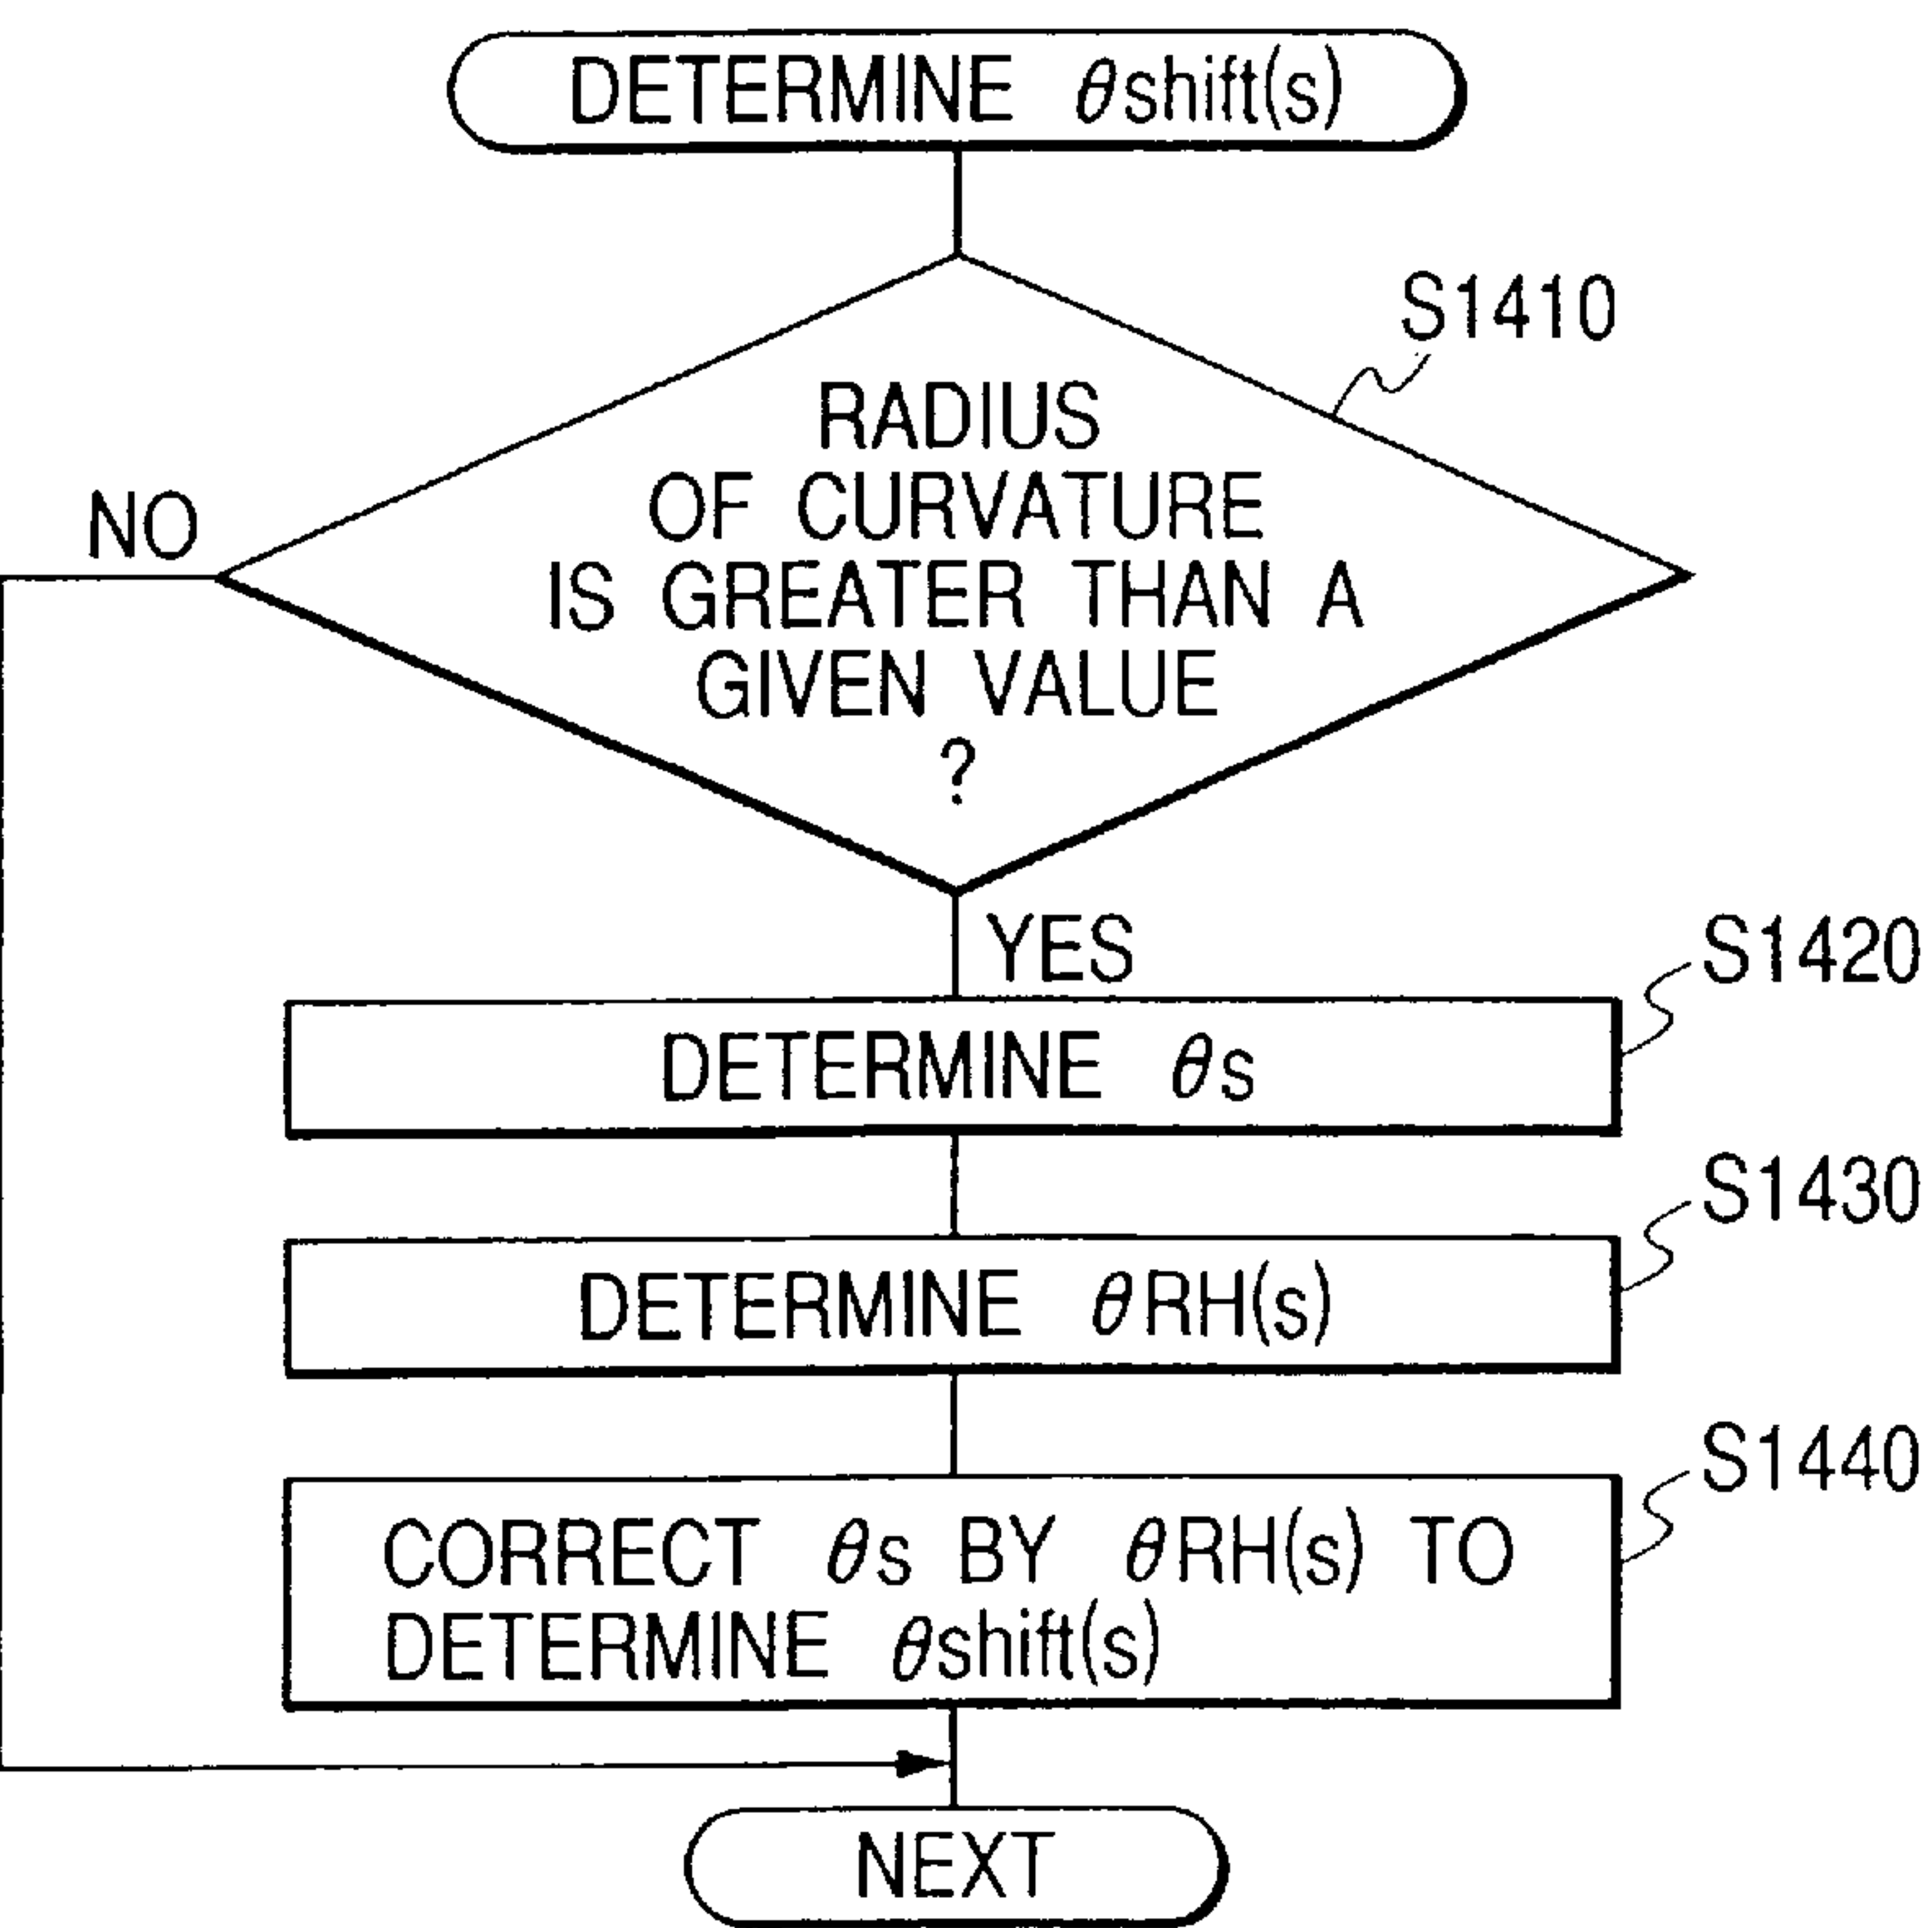 DETERMINE θshift(s)
S1410
RADIUS
OF CURVATURE
IS GREATER THAN A
GIVEN VALUE
?
NO
YES
S1420
DETERMINE θs
S1430
DETERMINE θRH(s)
S1440
CORRECT θs BY θRH(s) TO
DETERMINE θshift(s)
NEXT